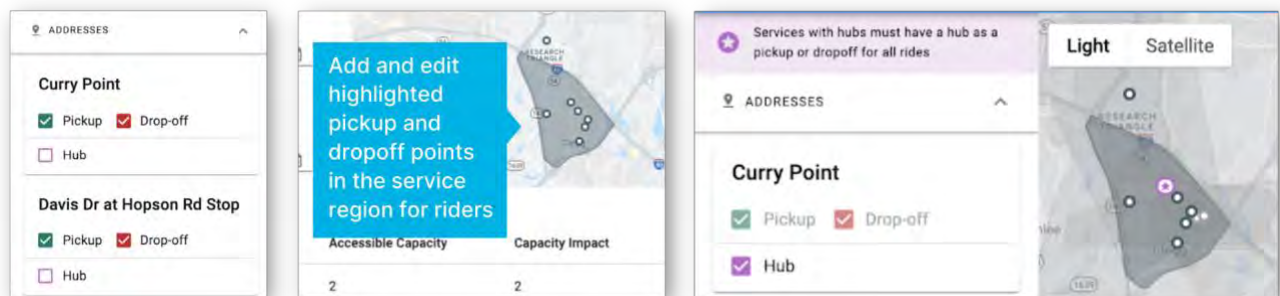 ADDRESSES
Curry Point
Pickup Drop-off
Hub
Davis Dr at Hopson Rd Stop
Pickup Drop-off
Hub
Add and edit
highlighted
pickup and
dropoff points
in the service
region for riders
RESEARCH
TRIANGLE
Accessible Capacity Capacity Impact
2 2
Services with hubs must have a hub as a
pickup or dropoff for all rides
ADDRESSES
Curry Point
Pickup Drop-off
Hub
Light Satellite
RESEARCH
TRIANGLE